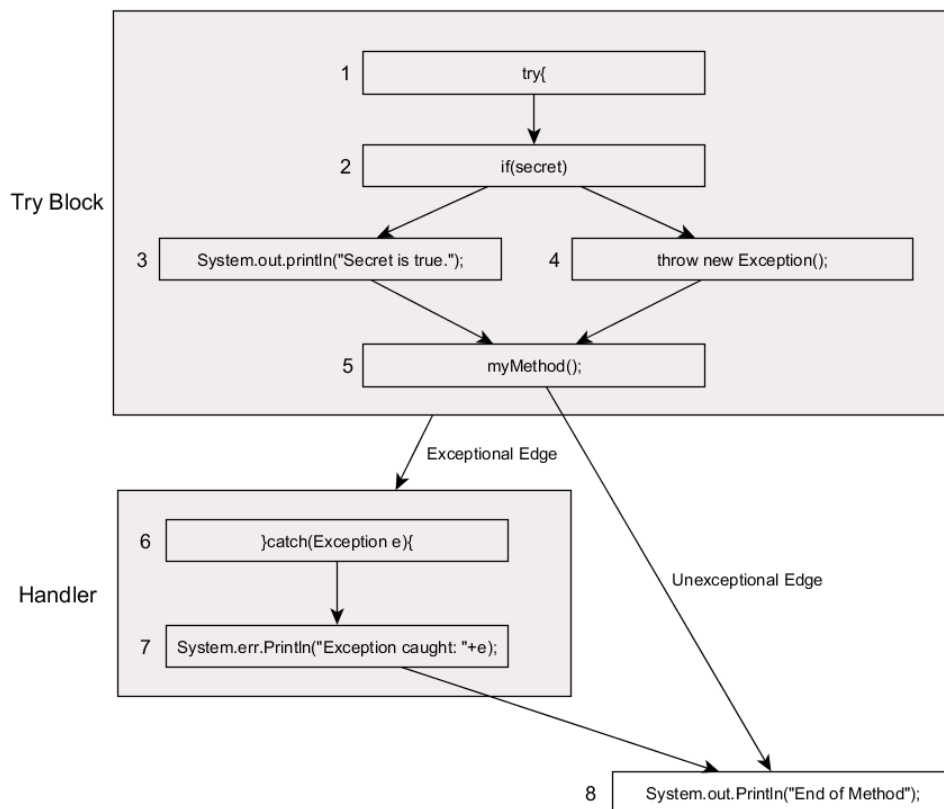 1 try{
2 if(secret)
Try Block
3 System.out.println("Secret is true.");
4 throw new Exception();
5 myMethod();
Exceptional Edge
6 }catch(Exception e){
Unexceptional Edge
Handler
7 System.err.Println("Exception caught: "+e);
8 System.out.Println("End of Method");